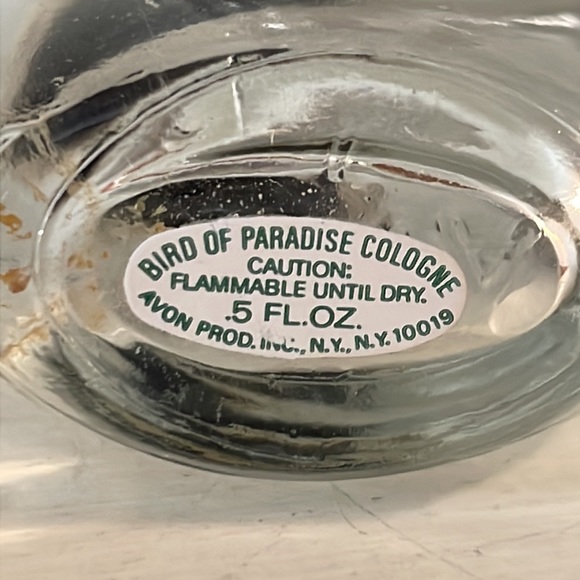 BIRD OF PARADISE COLOGNE
CAUTION:
FLAMMABLE UNTIL DRY.
.5 FL.OZ.
AVON PROD. INC., N.Y., N.Y. 10019